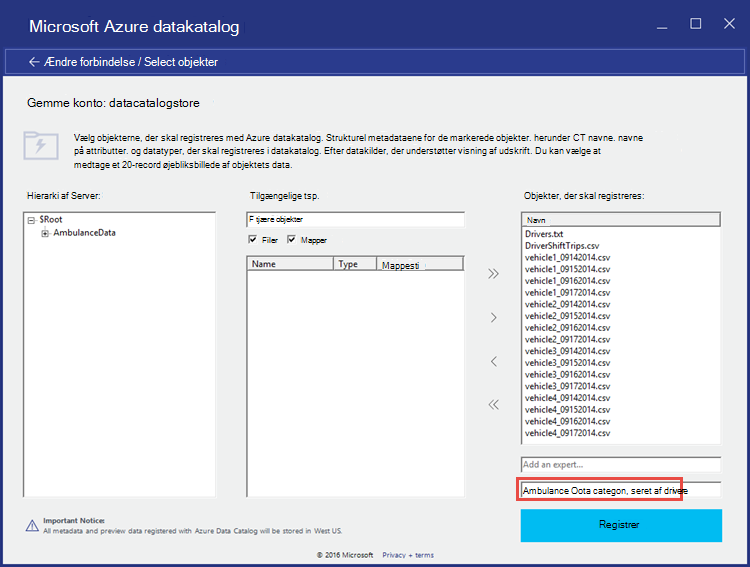 Microsoft Azure datakatalog
Ændre forbindelse / Select objekter
Gemme konto: datacatalogstore
Vælg objekterne, der skal registreres med Azure datakatalog. Strukturel metadataene for de markerede objekter. herunder CT navne. navne
på attributter. og datatyper, der skal registreres i datakatalog. Efter datakilder, der understøtter visning af udskrift. Du kan vælge at
medtage et 20-record øjebliksbillede af objektets data.
Hierarki af Server:
Tilgængelige tsp.
Objekter, der skal registreres:
$Root
AmbulanceData
F tjære objekter
Filer
Mapper
Name
Type
Mappesti
Navn
Drivers.txt
DriverShiftTrips.csv
vehicle1_09142014.csv
vehicle1_09152014.csv
vehicle1_09162014.csv
vehicle1_09172014.csv
vehicle2_09142014.csv
vehicle2_09152014.csv
vehicle2_09162014.csv
vehicle2_09172014.csv
vehicle3_09142014.csv
vehicle3_09152014.csv
vehicle3_09162014.csv
vehicle3_09172014.csv
vehicle4_09142014.csv
vehicle4_09152014.csv
vehicle4_09162014.csv
vehicle4_09172014.csv
Add an expert...
Ambulance Oota categon, seret af drivere
Registrer
Important Notice:
All metadata and preview data registered with Azure Data Catalog will be stored in West US.
© 2016 Microsoft
Privacy + terms